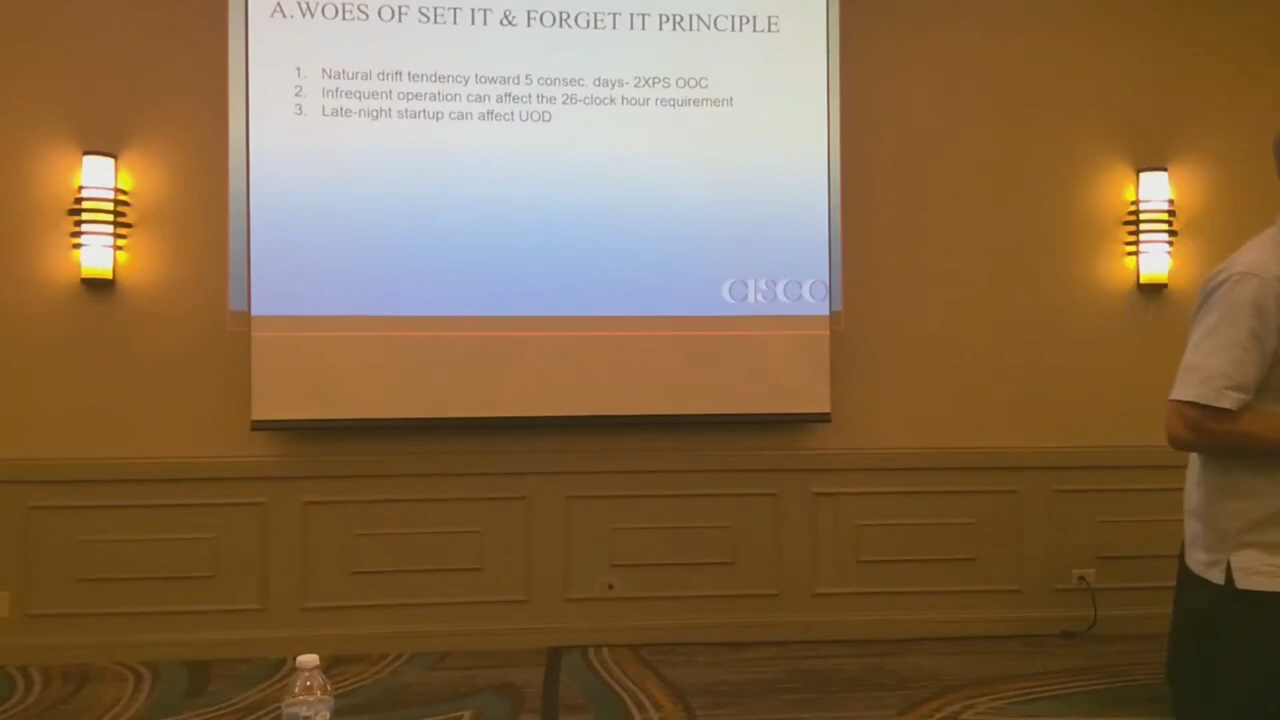 A.WOES OF SET IT & FORGET IT PRINCIPLE
1. Natural drift tendency toward 5 consec. days- 2XPS OOC
2. Infrequent operation can affect the 26-clock hour requirement
3. Late-night startup can affect UOD
CISCO